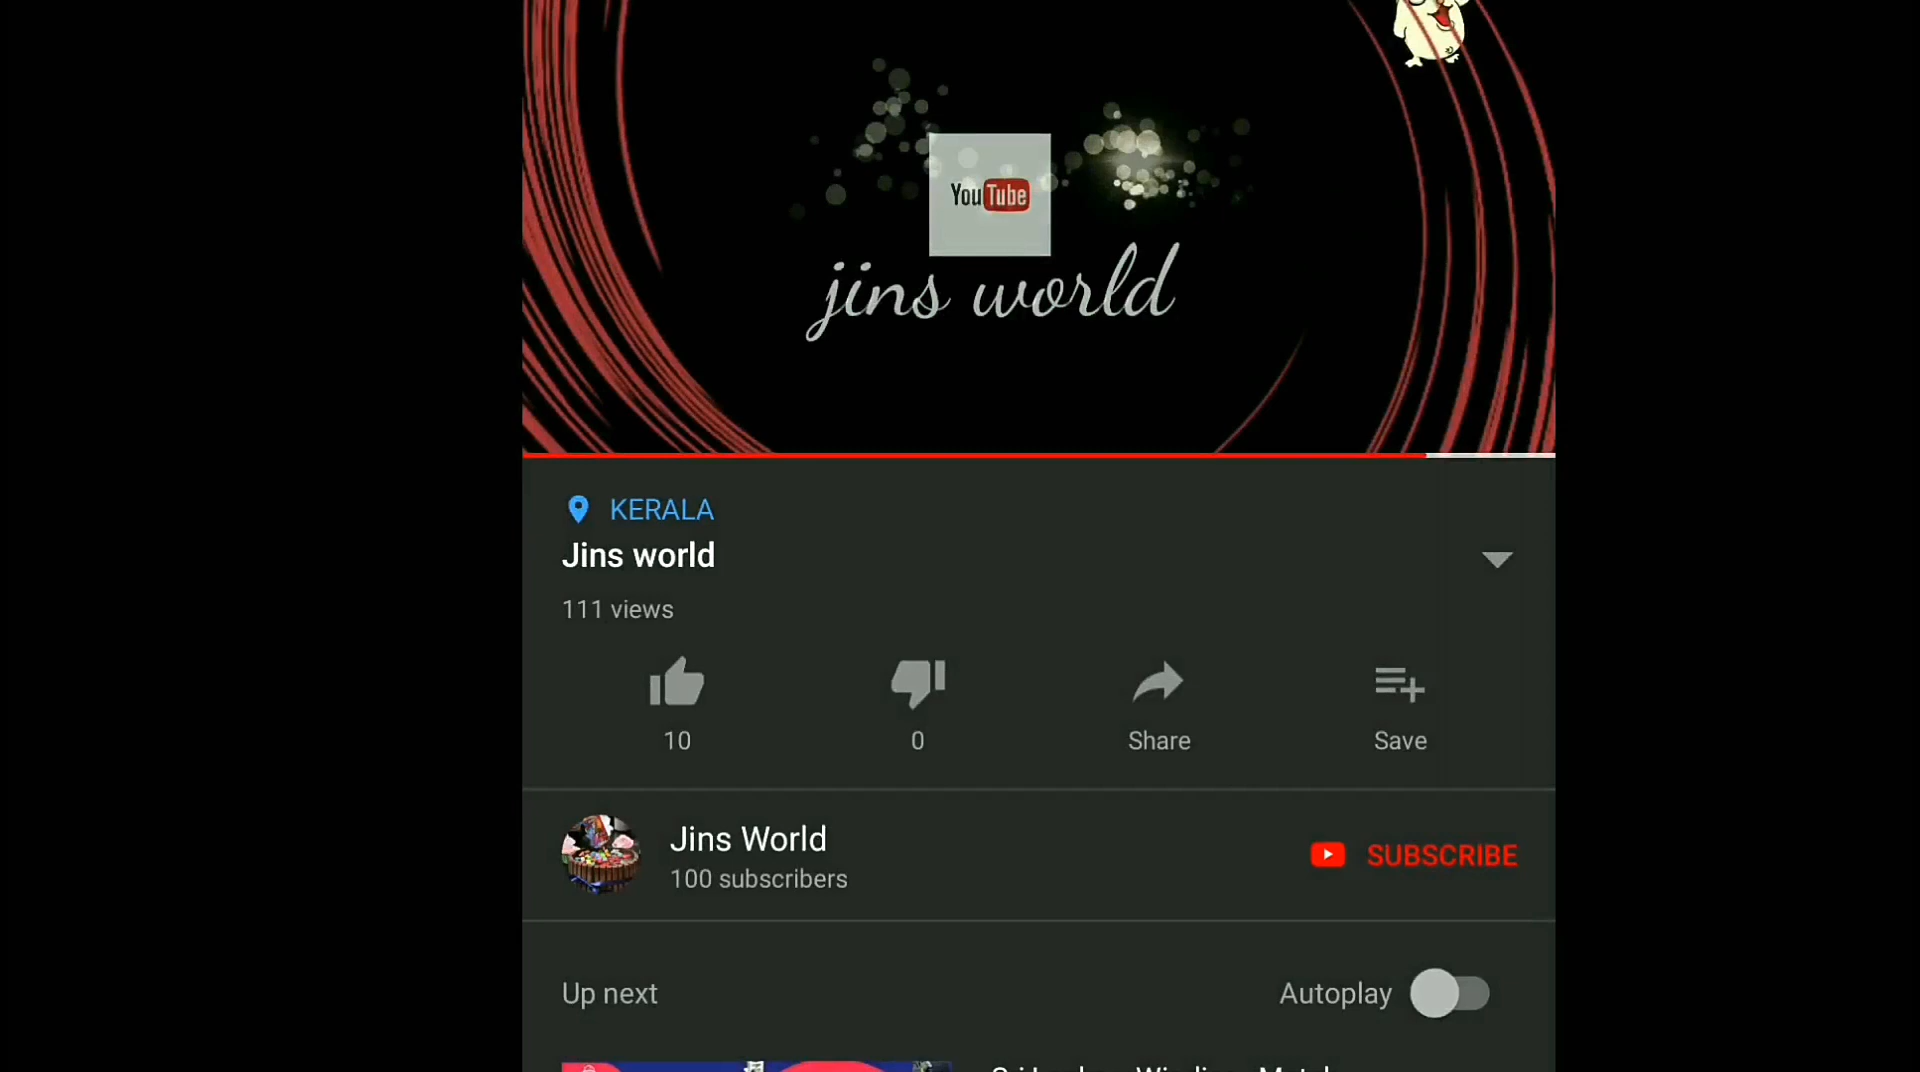 YouTube
jins world
KERALA
Jins world
111 views
10
0
Share
Save
Jins World
100 subscribers
SUBSCRIBE
Up next
Autoplay